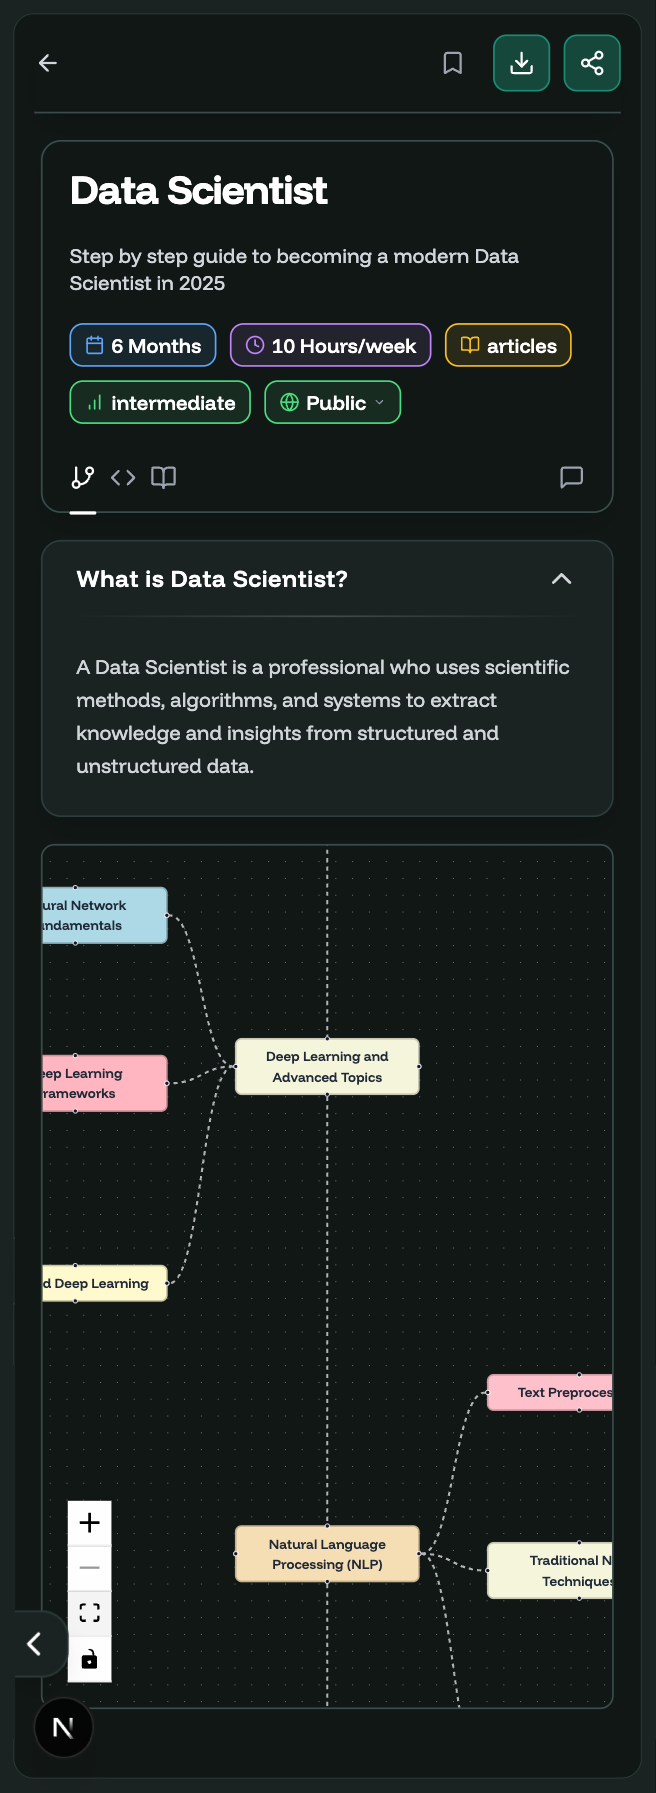 Data Scientist
Step by step guide to becoming a modern Data
Scientist in 2025
6 Months
10 Hours/week
articles
intermediate
Public
What is Data Scientist?
A Data Scientist is a professional who uses scientific
methods, algorithms, and systems to extract
knowledge and insights from structured and
unstructured data.
ural Network
ndamentals
Deep Learning and
Advanced Topics
eep Learning
rameworks
d Deep Learning
Text Preproces
Natural Language
Processing (NLP)
Traditional N
Techniques
N